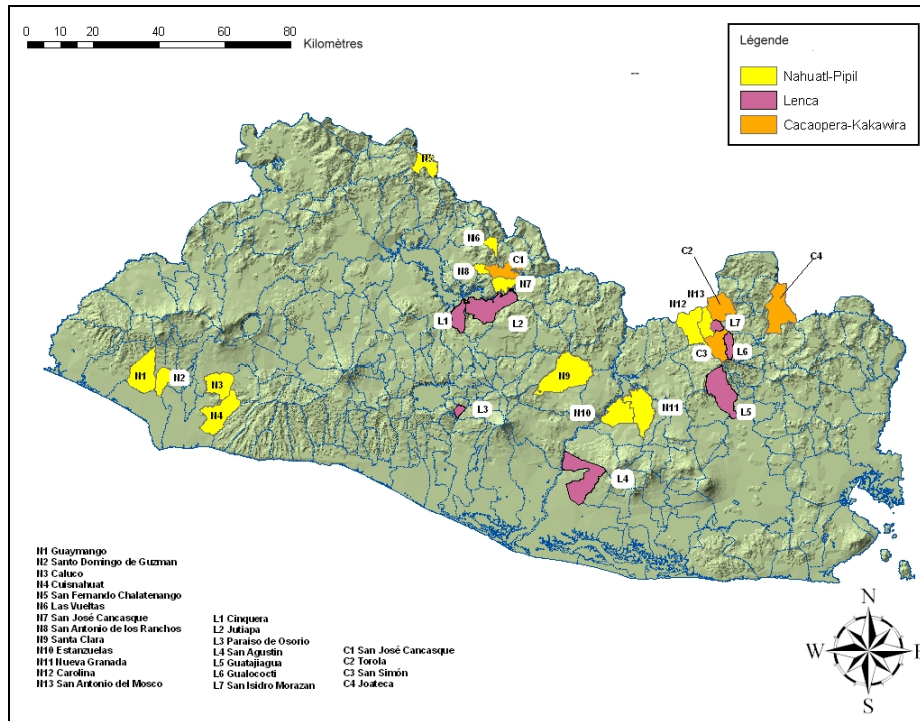 0 10 20 40 60 80
Kilomètres
Légende
Nahuatl-Pipil
Lenca
Cacaopera-Kakawira
N5
N6
C1
N8
N7
L1
L2
C2
C4
N13
N12
L7
C3
L6
N1
N2
N3
N4
N9
L3
N10
N11
L5
L4
N1 Guaymango
N2 Santo Domingo de Guzman
N3 Caluco
N4 Cuisnahuat
N5 San Fernando Chalatenango
N6 Las Vueltas
N7 San José Cancasque
N8 San Antonio de los Ranchos
N9 Santa Clara
N10 Estanzuelas
N11 Nueva Granada
N12 Carolina
N13 San Antonio del Mosco
L1 Cinquera
L2 Jutiapa
L3 Paraiso de Osorio
L4 San Agustin
L5 Guatajiagua
L6 Gualococti
L7 San Isidro Morazan
C1 San José Cancasque
C2 Torola
C3 San Simón
C4 Joateca
N
W E
S